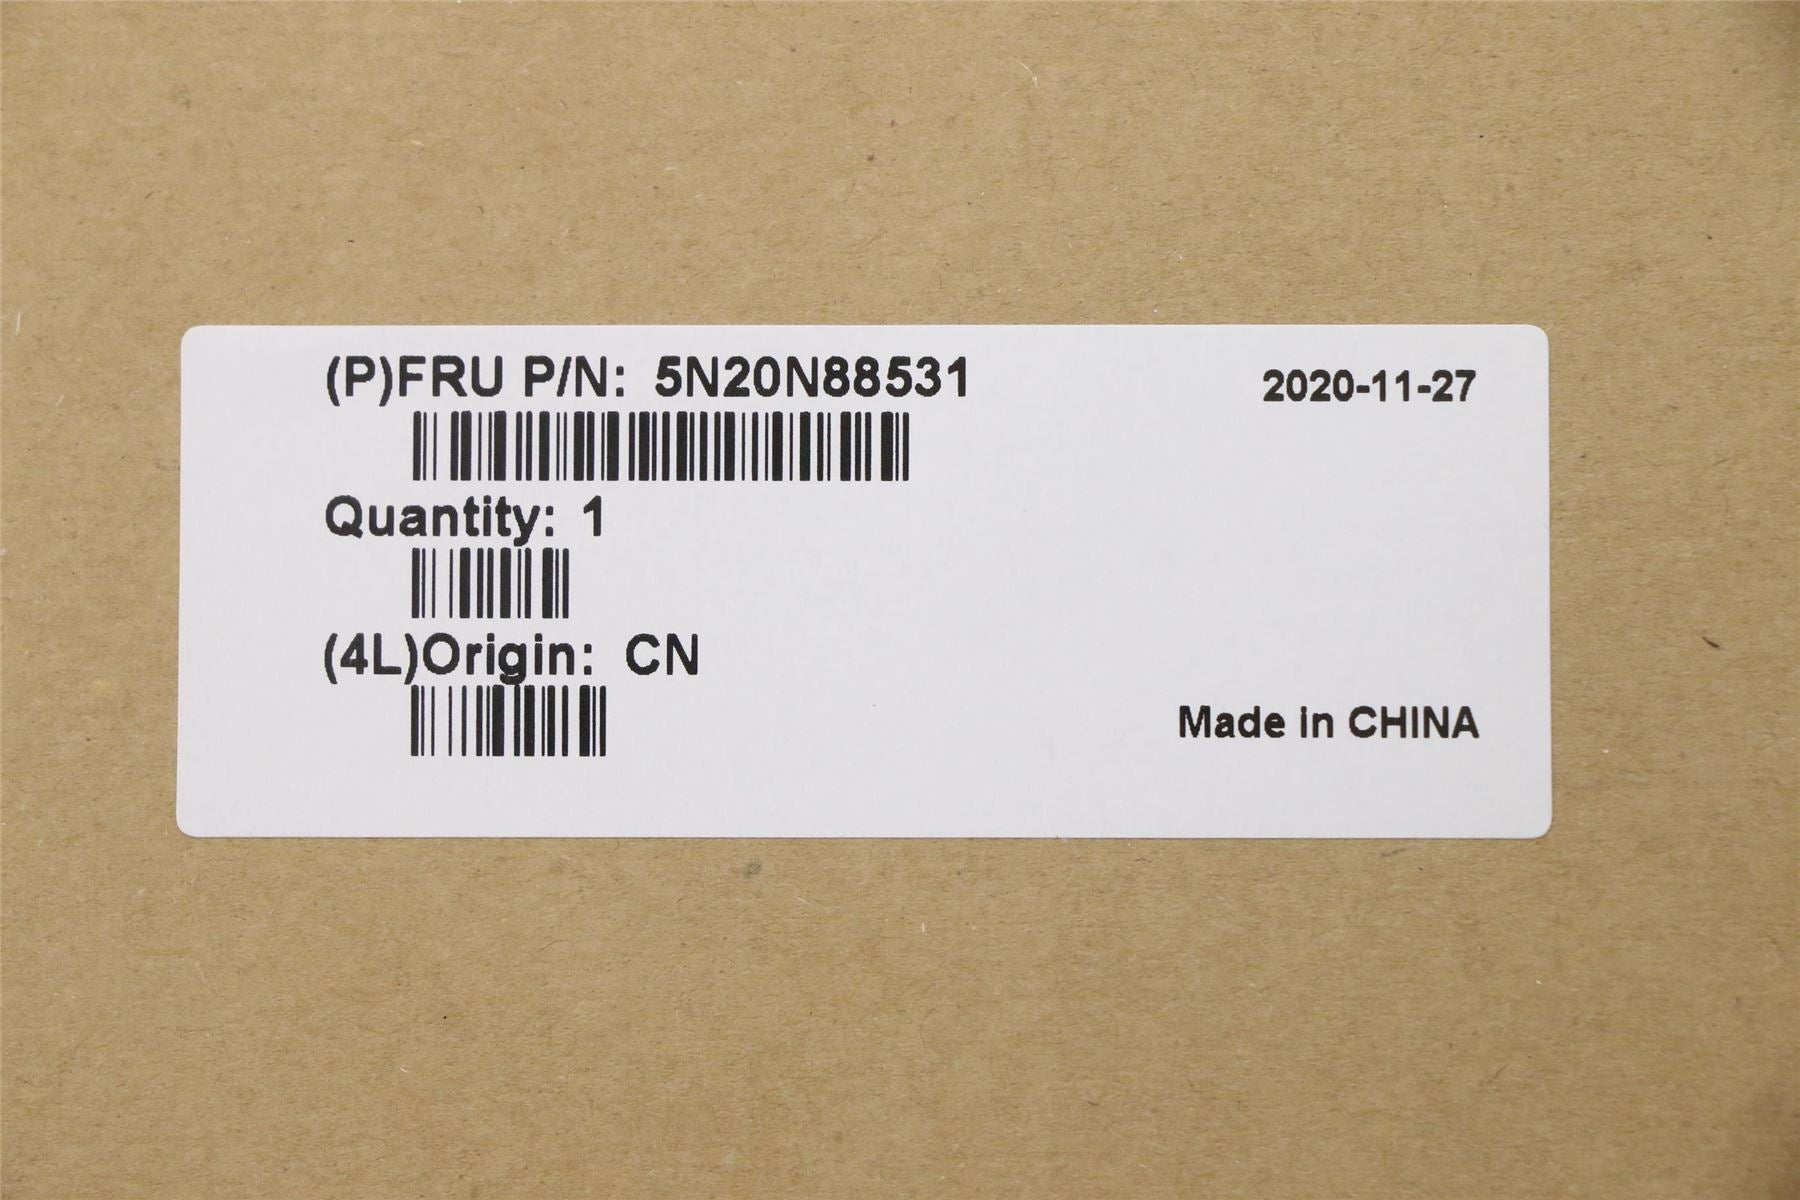 (P)FRU P/N: 5N20N88531
2020-11-27
Quantity: 1
(4L)Origin: CN
Made in CHINA